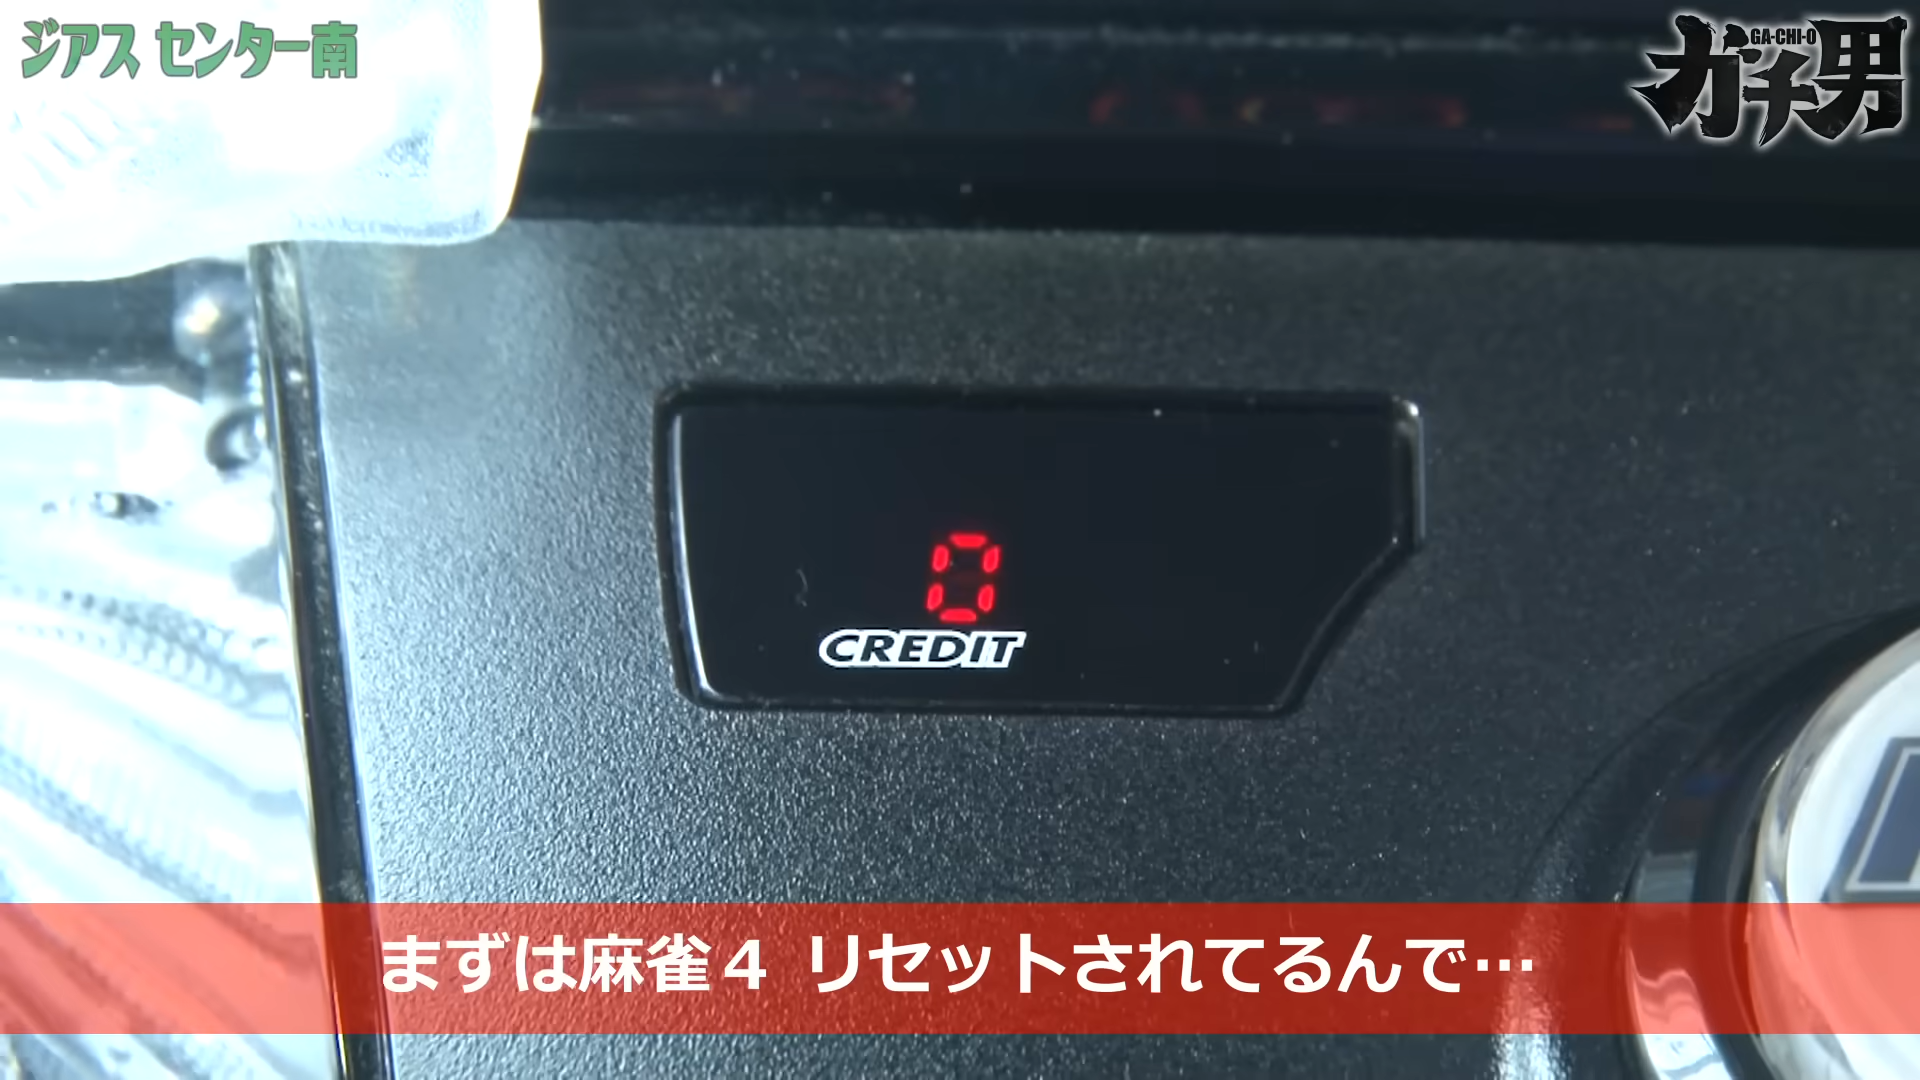 ジアス センター南
GA-CHI-O
ガチ男
0
CREDIT
まずは麻雀４ リセットされてるんで…